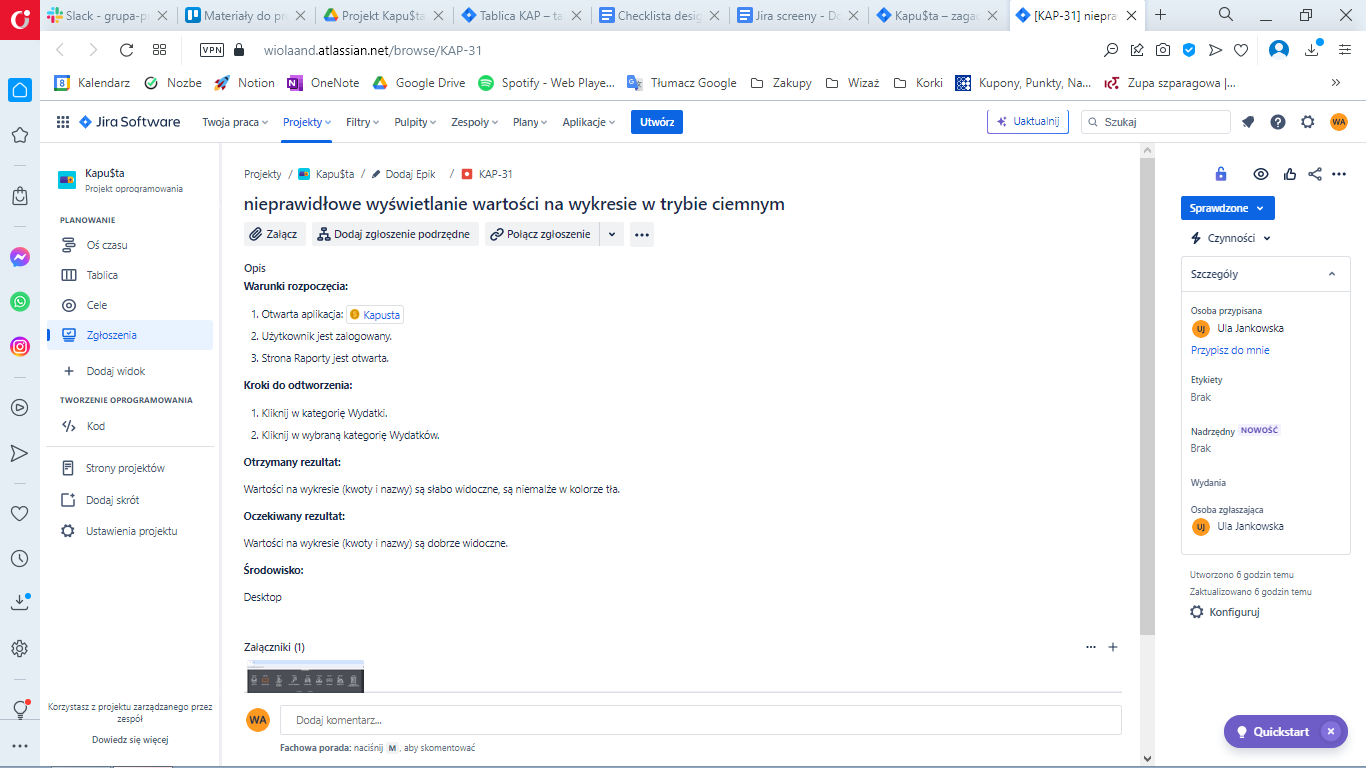 Slack - grupa-p
Materiały do pro
Projekt Kapu$ta
Tablica KAP – ta
Checklista desig
Jira screeny - Do
Kapu$ta – zaga
[KAP-31] niepra
VPN wiolaand.atlassian.net/browse/KAP-31
Kalendarz Nozbe Notion OneNote Google Drive Spotify - Web Playe... Tłumacz Google Zakupy Wizaż Korki Kupony, Punkty, Na... Zupa szparagowa |...
Jira Software Twoja praca Projekty Filtry Pulpity Zespoły Plany Aplikacje Utwórz Uaktualnij Szukaj WA
Kapu$ta
Projekt oprogramowania
PLANOWANIE
Oś czasu
Tablica
Cele
Zgłoszenia
Dodaj widok
TWORZENIE OPROGRAMOWANIA
Kod
Strony projektów
Dodaj skrót
Ustawienia projektu
Korzystasz z projektu zarządzanego przez
zespół
Dowiedz się więcej
Projekty / Kapu$ta / Dodaj Epik / KAP-31
nieprawidłowe wyświetlanie wartości na wykresie w trybie ciemnym
Załącz Dodaj zgłoszenie podrzędne Połącz zgłoszenie
Opis
Warunki rozpoczęcia:
1. Otwarta aplikacja: Kapusta
2. Użytkownik jest zalogowany.
3. Strona Raporty jest otwarta.
Kroki do odtworzenia:
1. Kliknij w kategorię Wydatki.
2. Kliknij w wybraną kategorię Wydatków.
Otrzymany rezultat:
Wartości na wykresie (kwoty i nazwy) są słabo widoczne, są niemalże w kolorze tła.
Oczekiwany rezultat:
Wartości na wykresie (kwoty i nazwy) są dobrze widoczne.
Środowisko:
Desktop
Załączniki (1)
WA Dodaj komentarz...
Fachowa porada: naciśnij M , aby skomentować
Sprawdzone
Czynności
Szczegóły
Osoba przypisana
UJ Ula Jankowska
Przypisz do mnie
Etykiety
Brak
Nadrzędny NOWOŚĆ
Brak
Wydania
Osoba zgłaszająca
UJ Ula Jankowska
Utworzono 6 godzin temu
Zaktualizowano 6 godzin temu
Konfiguruj
Quickstart